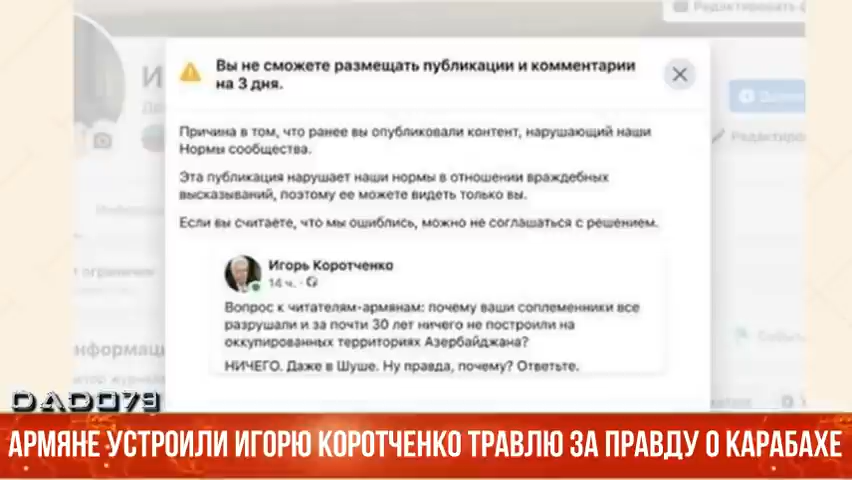 Редактировать
Вы не сможете размещать публикации и комментарии
на 3 дня.
Причина в том, что ранее вы опубликовали контент, нарушающий наши
Нормы сообщества.
Редактиро
Эта публикация нарушает наши нормы в отношении враждебных
высказываний, поэтому ее можете видеть только вы.
Если вы считаете, что мы ошиблись, можно не соглашаться с решением.
Игорь Коротченко
14 ч.
Вопрос к читателям-армянам: почему ваши соплеменники все
разрушали и за почти 30 лет ничего не построили на
оккупированных территориях Азербайджана?
НИЧЕГО. Даже в Шуше. Ну правда, почему? Ответьте.
DADO79
АРМЯНЕ УСТРОИЛИ ИГОРЮ КОРОТЧЕНКО ТРАВЛЮ ЗА ПРАВДУ О КАРАБАХЕ